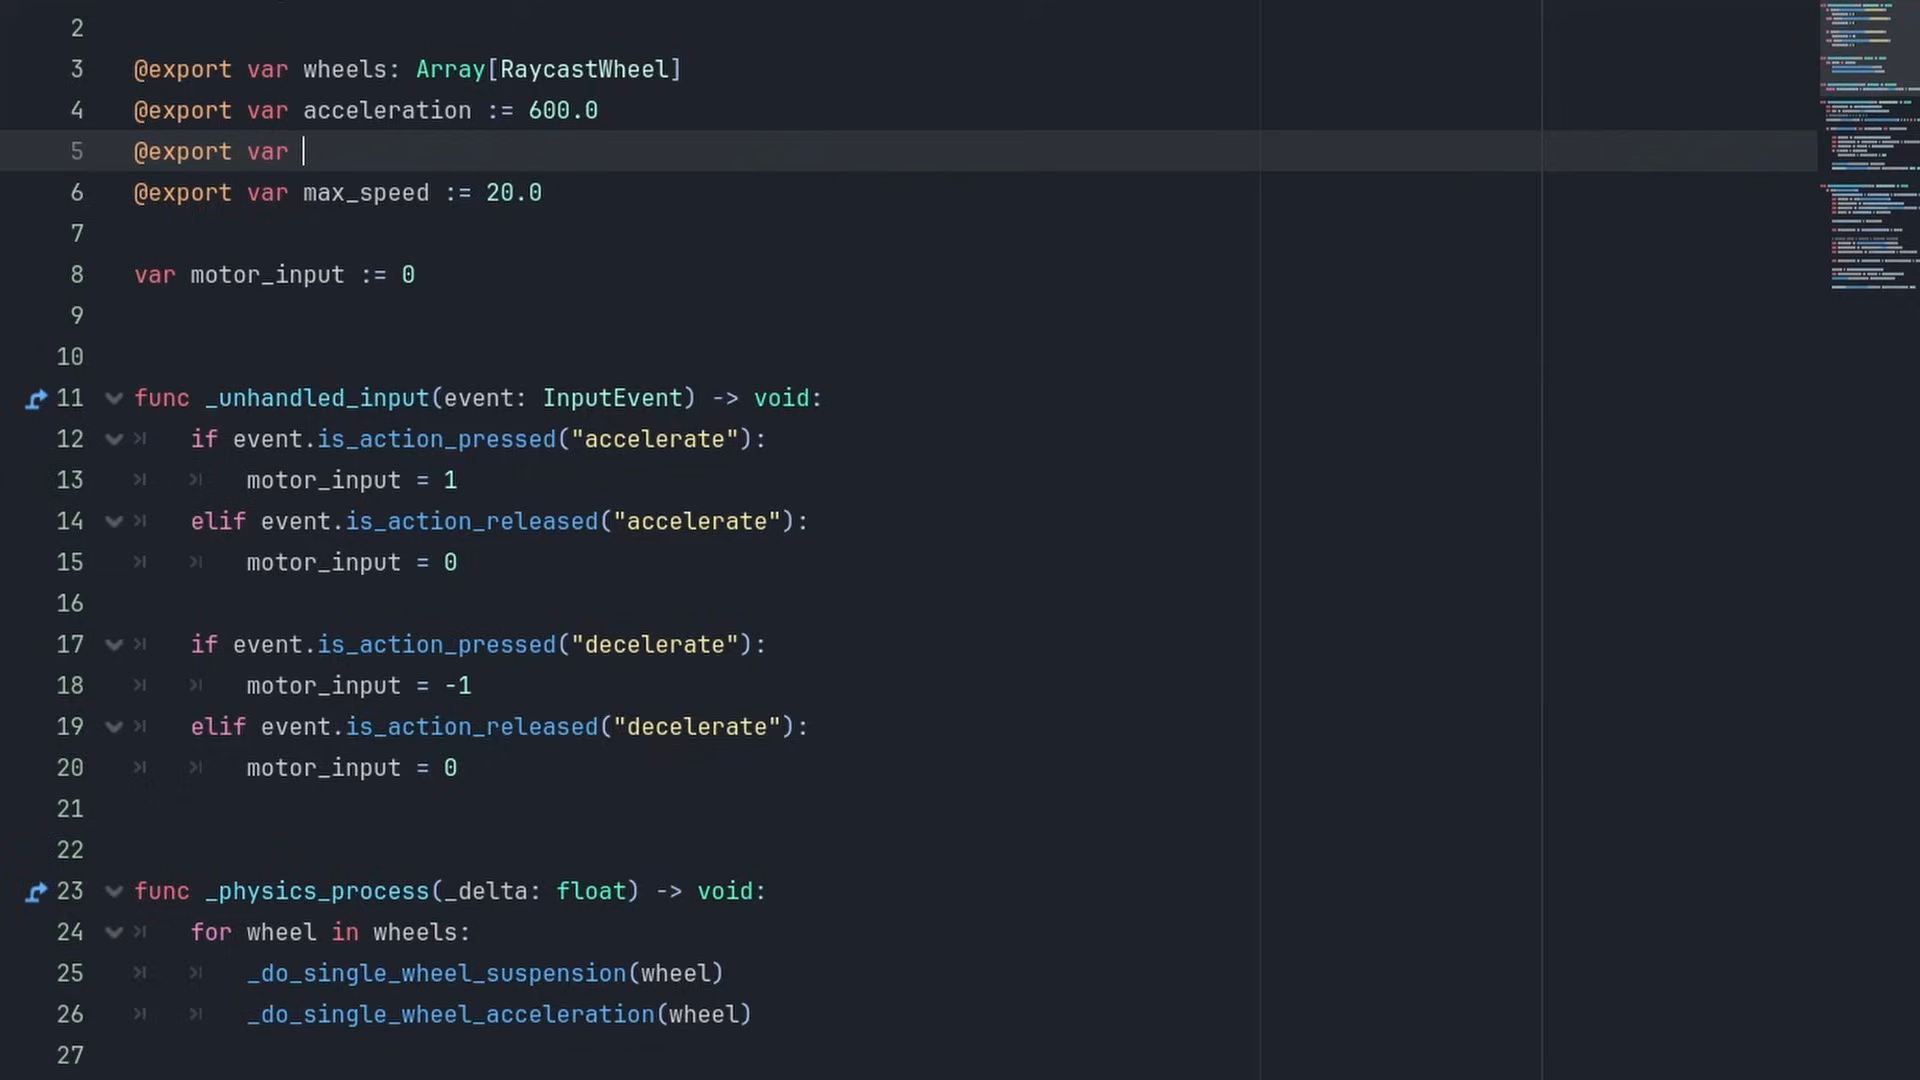 2
3 @export var wheels: Array[RaycastWheel]
4 @export var acceleration := 600.0
5 @export var
6 @export var max_speed := 20.0
7
8 var motor_input := 0
9
10
11 func _unhandled_input(event: InputEvent) -> void:
12 if event.is_action_pressed("accelerate"):
13 motor_input = 1
14 elif event.is_action_released("accelerate"):
15 motor_input = 0
16
17 if event.is_action_pressed("decelerate"):
18 motor_input = -1
19 elif event.is_action_released("decelerate"):
20 motor_input = 0
21
22
23 func _physics_process(_delta: float) -> void:
24 for wheel in wheels:
25 _do_single_wheel_suspension(wheel)
26 _do_single_wheel_acceleration(wheel)
27